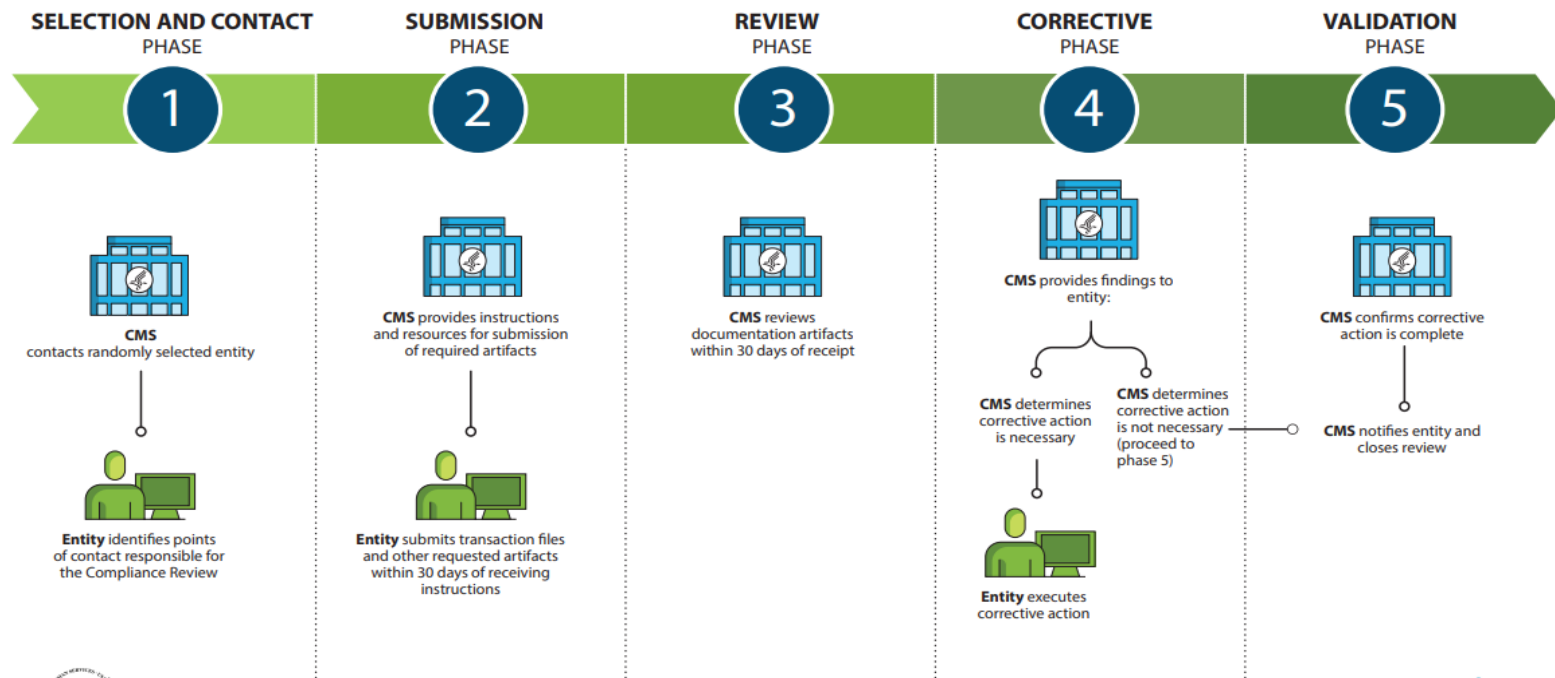 SELECTION AND CONTACT
PHASE
1
CMS
contacts randomly selected entity
Entity identifies points
of contact responsible for
the Compliance Review
SUBMISSION
PHASE
2
CMS provides instructions
and resources for submission
of required artifacts
Entity submits transaction files
and other requested artifacts
within 30 days of receiving
instructions
REVIEW
PHASE
3
CMS reviews
documentation artifacts
within 30 days of receipt
CORRECTIVE
PHASE
4
CMS provides findings to
entity:
CMS determines
corrective action
is necessary
Entity executes
corrective action
CMS determines
corrective action
is not necessary
(proceed to
phase 5)
VALIDATION
PHASE
5
CMS confirms corrective
action is complete
CMS notifies entity and
closes review